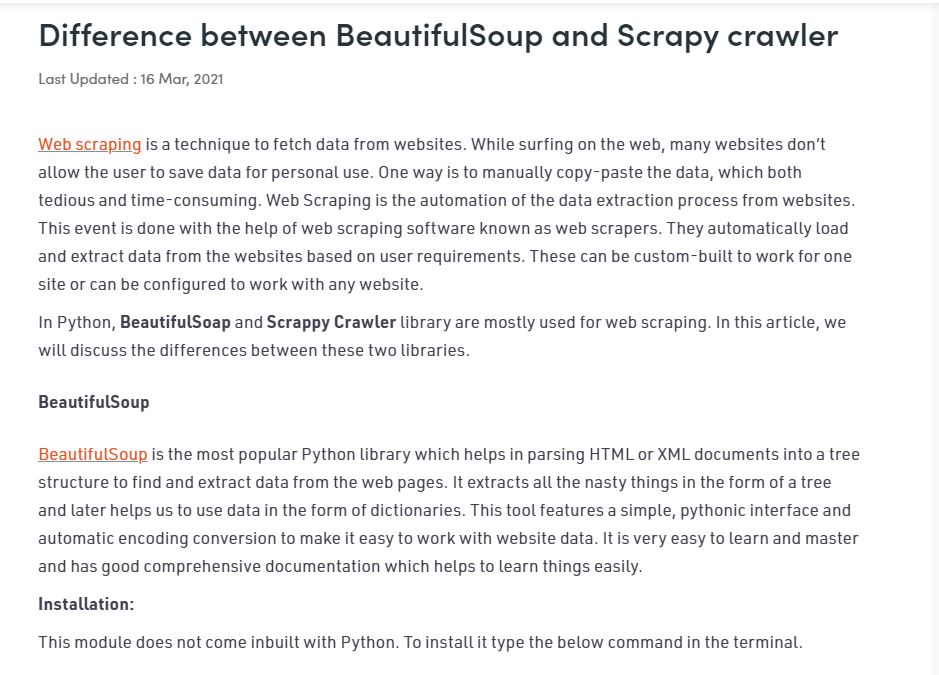 Difference between BeautifulSoup and Scrapy crawler
Last Updated : 16 Mar, 2021
Web scraping is a technique to fetch data from websites. While surfing on the web, many websites don’t
allow the user to save data for personal use. One way is to manually copy-paste the data, which both
tedious and time-consuming. Web Scraping is the automation of the data extraction process from websites.
This event is done with the help of web scraping software known as web scrapers. They automatically load
and extract data from the websites based on user requirements. These can be custom-built to work for one
site or can be configured to work with any website.
In Python, BeautifulSoap and Scrappy Crawler library are mostly used for web scraping. In this article, we
will discuss the differences between these two libraries.
BeautifulSoup
BeautifulSoup is the most popular Python library which helps in parsing HTML or XML documents into a tree
structure to find and extract data from the web pages. It extracts all the nasty things in the form of a tree
and later helps us to use data in the form of dictionaries. This tool features a simple, pythonic interface and
automatic encoding conversion to make it easy to work with website data. It is very easy to learn and master
and has good comprehensive documentation which helps to learn things easily.
Installation:
This module does not come inbuilt with Python. To install it type the below command in the terminal.